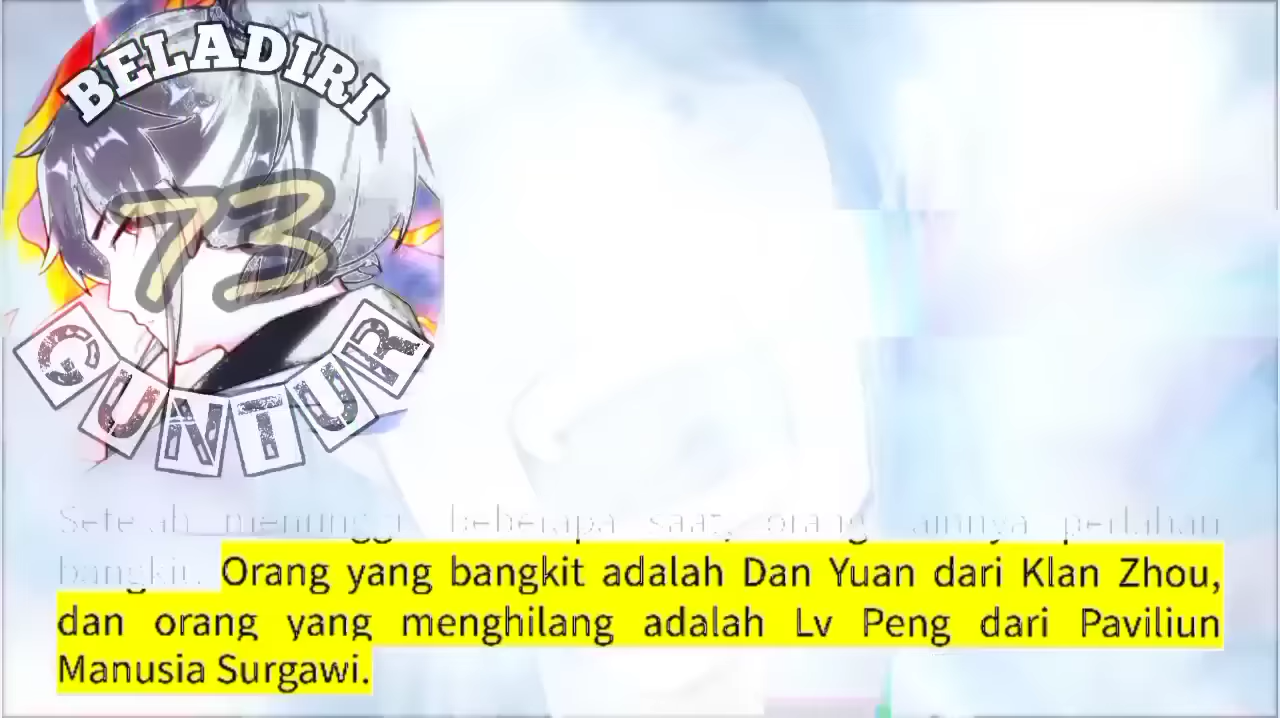 BELADIRI
73
GUNTUR
Setelah menunggu beberapa saat, orang lainnya perlahan
bangkit. Orang yang bangkit adalah Dan Yuan dari Klan Zhou,
dan orang yang menghilang adalah Lv Peng dari Paviliun
Manusia Surgawi.